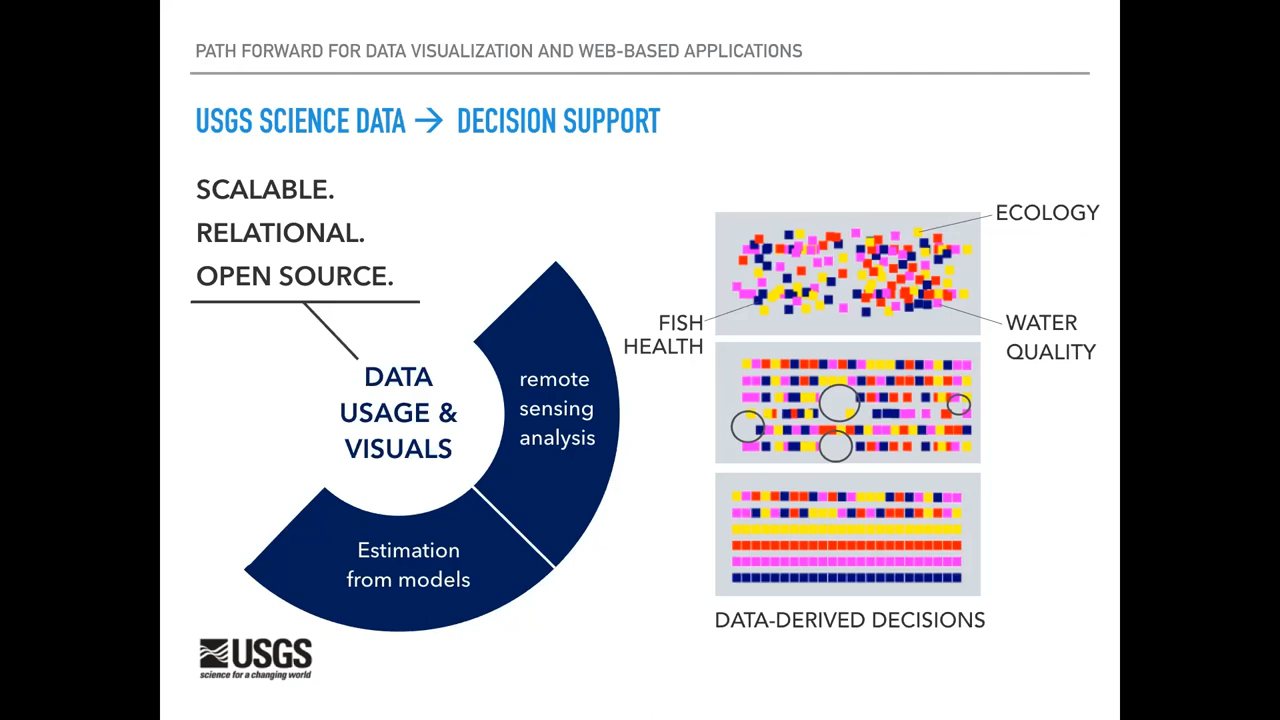 PATH FORWARD FOR DATA VISUALIZATION AND WEB-BASED APPLICATIONS
USGS SCIENCE DATA → DECISION SUPPORT
SCALABLE.
RELATIONAL.
OPEN SOURCE.
DATA
USAGE &
VISUALS
remote
sensing
analysis
Estimation
from models
ECOLOGY
FISH
HEALTH
WATER
QUALITY
DATA-DERIVED DECISIONS
USGS
science for a changing world